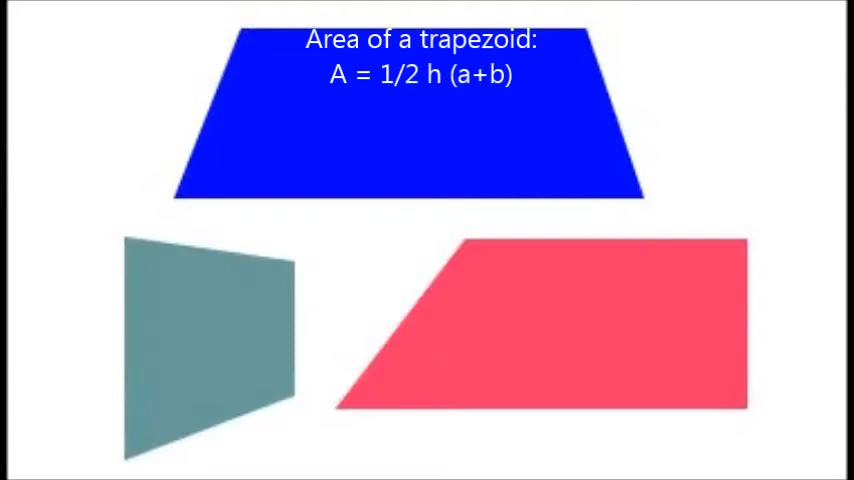 Area of a trapezoid:
A = 1/2 h (a+b)